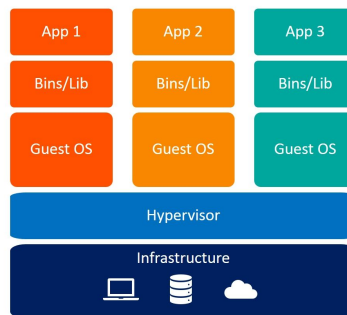 App 1
App 2
App 3
Bins/Lib
Bins/Lib
Bins/Lib
Guest OS
Guest OS
Guest OS
Hypervisor
Infrastructure